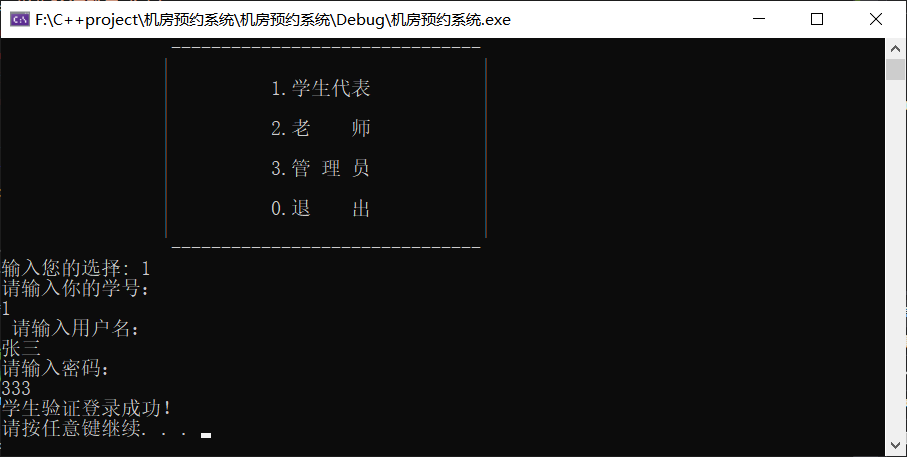 F:\C++project\机房预约系统\机房预约系统\Debug\机房预约系统.exe
--------------------------------
1.学生代表
2.老    师
3.管 理 员
0.退    出
--------------------------------
输入您的选择: 1
请输入你的学号：
1
 请输入用户名：
张三
请输入密码：
333
学生验证登录成功！
请按任意键继续. . .